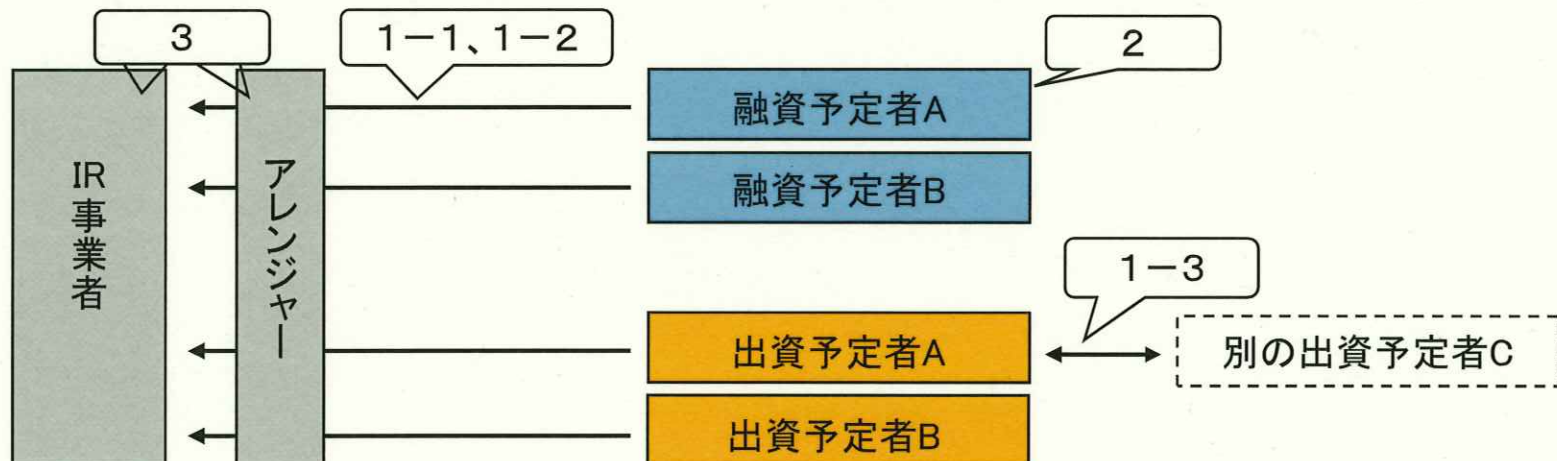 3
1－1、1－2
2
融資予定者A
IR事業者
アレンジャー
融資予定者B
1－3
出資予定者A
別の出資予定者C
出資予定者B